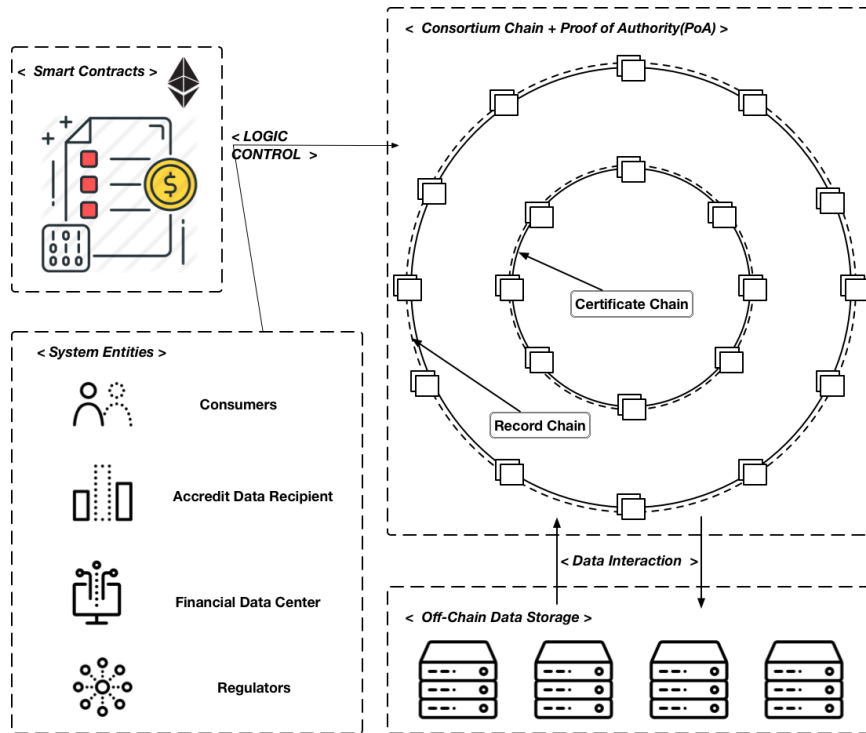 < Consortium Chain + Proof of Authority(PoA) >
< Smart Contracts >
< LOGIC
CONTROL >
$
I O I
O I I
O O O
Certificate Chain
Record Chain
< System Entities >
Consumers
Accredit Data Recipient
Financial Data Center
Regulators
< Data Interaction >
< Off-Chain Data Storage >